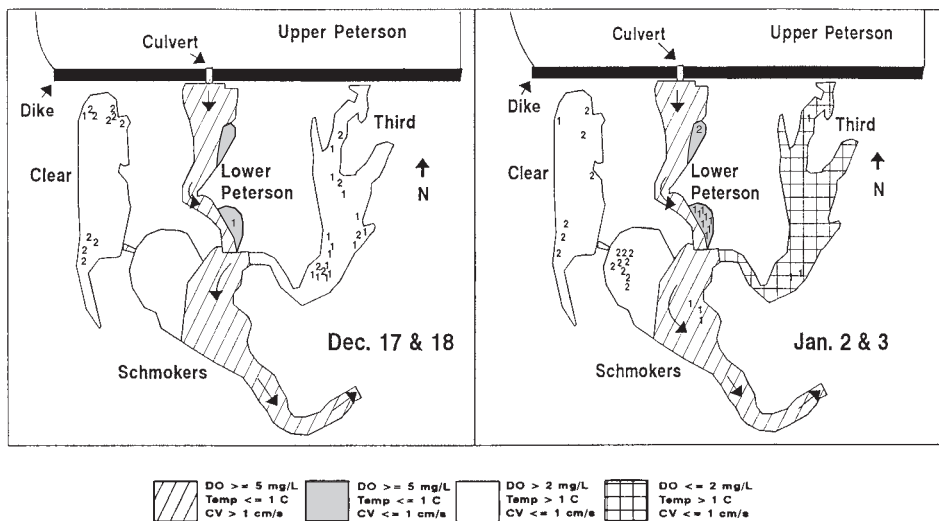 Upper Peterson
Culvert
Dike
Third
Clear
Lower
Peterson
N
Dec. 17 & 18
Schmokers
Upper Peterson
Culvert
Dike
Third
Clear
Lower
Peterson
N
Jan. 2 & 3
Schmokers
DO >= 5 mg/L
Temp <= 1 C
CV > 1 cm/s
DO >= 5 mg/L
Temp <= 1 C
CV <= 1 cm/s
DO > 2 mg/L
Temp > 1 C
CV <= 1 cm/s
DO <= 2 mg/L
Temp > 1 C
CV <= 1 cm/s